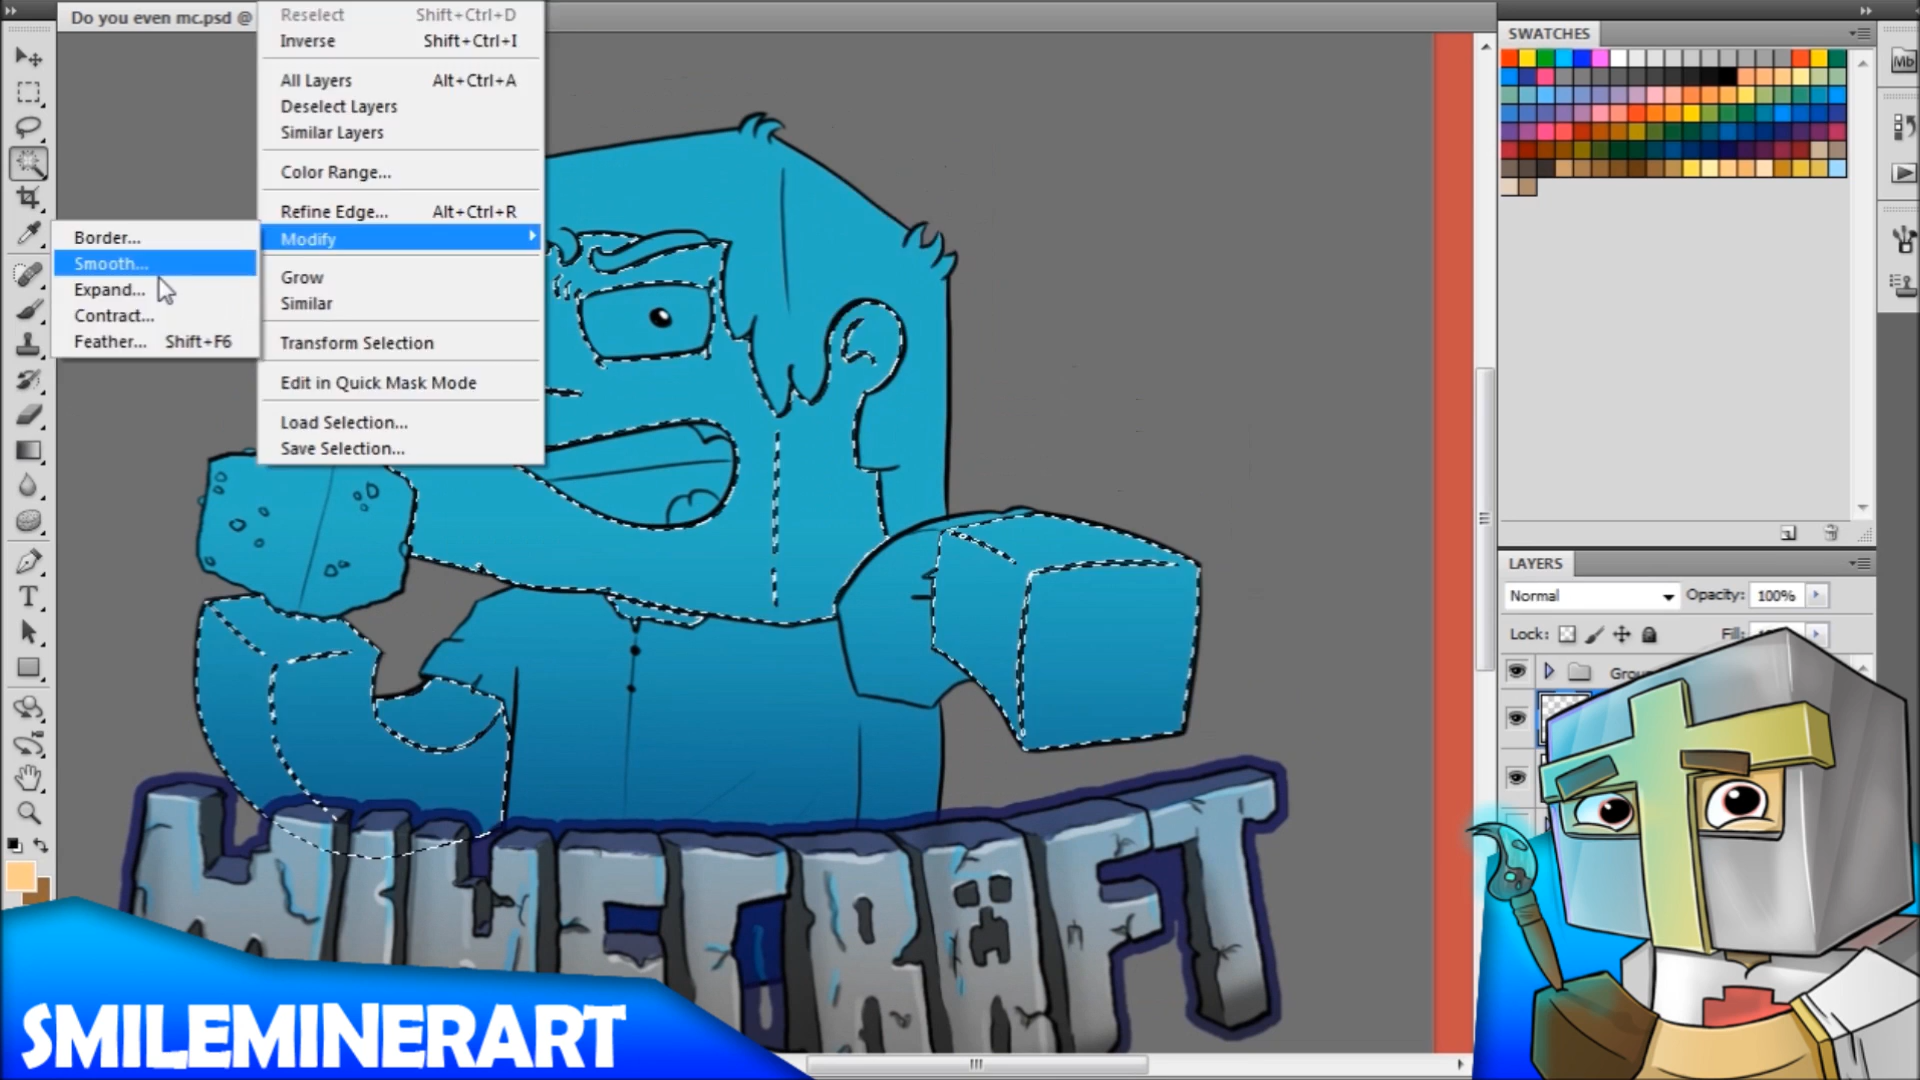 Do you even mc.psd @
Reselect Shift+Ctrl+D
Inverse Shift+Ctrl+I
All Layers Alt+Ctrl+A
Deselect Layers
Similar Layers
Color Range...
Refine Edge... Alt+Ctrl+R
Modify
Grow
Similar
Transform Selection
Edit in Quick Mask Mode
Load Selection...
Save Selection...
Border...
Smooth...
Expand...
Contract...
Feather... Shift+F6
SWATCHES
Mb
LAYERS
Normal Opacity: 100%
Lock: Fill:
MINECRAFT
SMILEMINERART